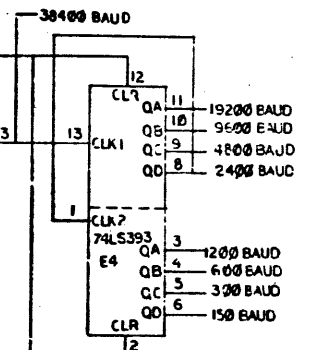 38400 BAUD
12
CLR
QA 11 19200 BAUD
QB 10 9600 BAUD
3 13 CLK1 QC 9 4800 BAUD
QD 8 2400 BAUD
1 CLK2
74LS393
E4
QA 3 1200 BAUD
QB 4 600 BAUD
QC 5 300 BAUD
QD 6 150 BAUD
CLR
2